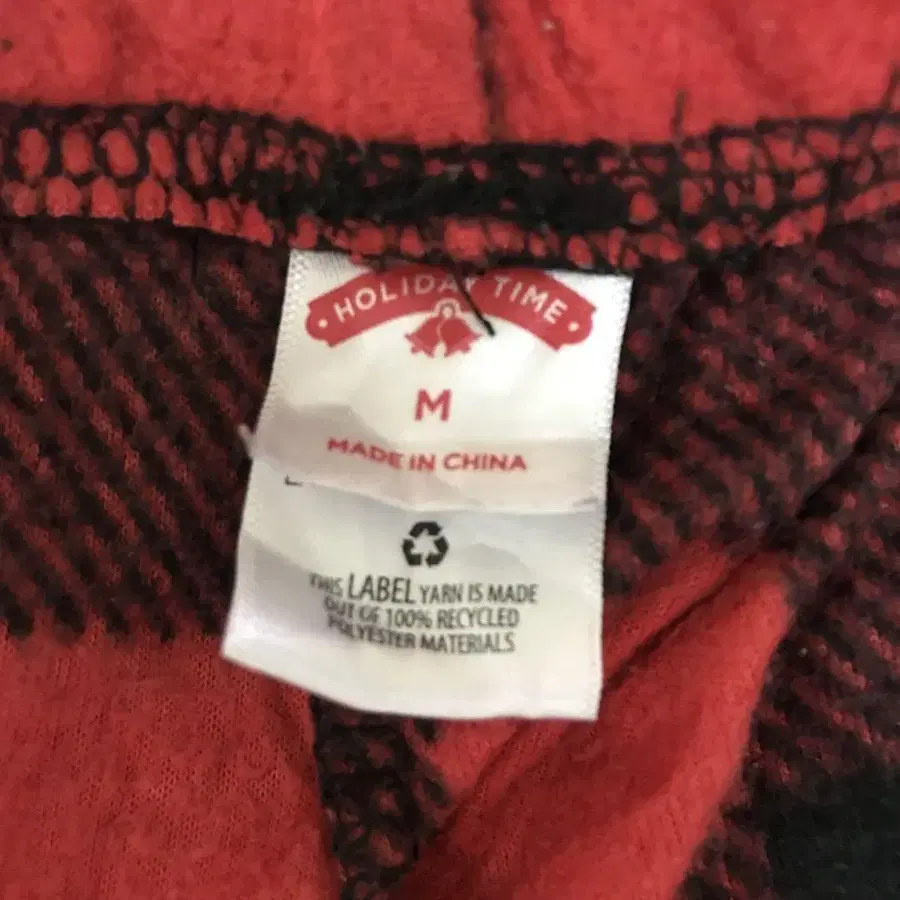 HOLIDAY TIME
M
MADE IN CHINA
THIS LABEL YARN IS MADE
OUT OF 100% RECYCLED
POLYESTER MATERIALS